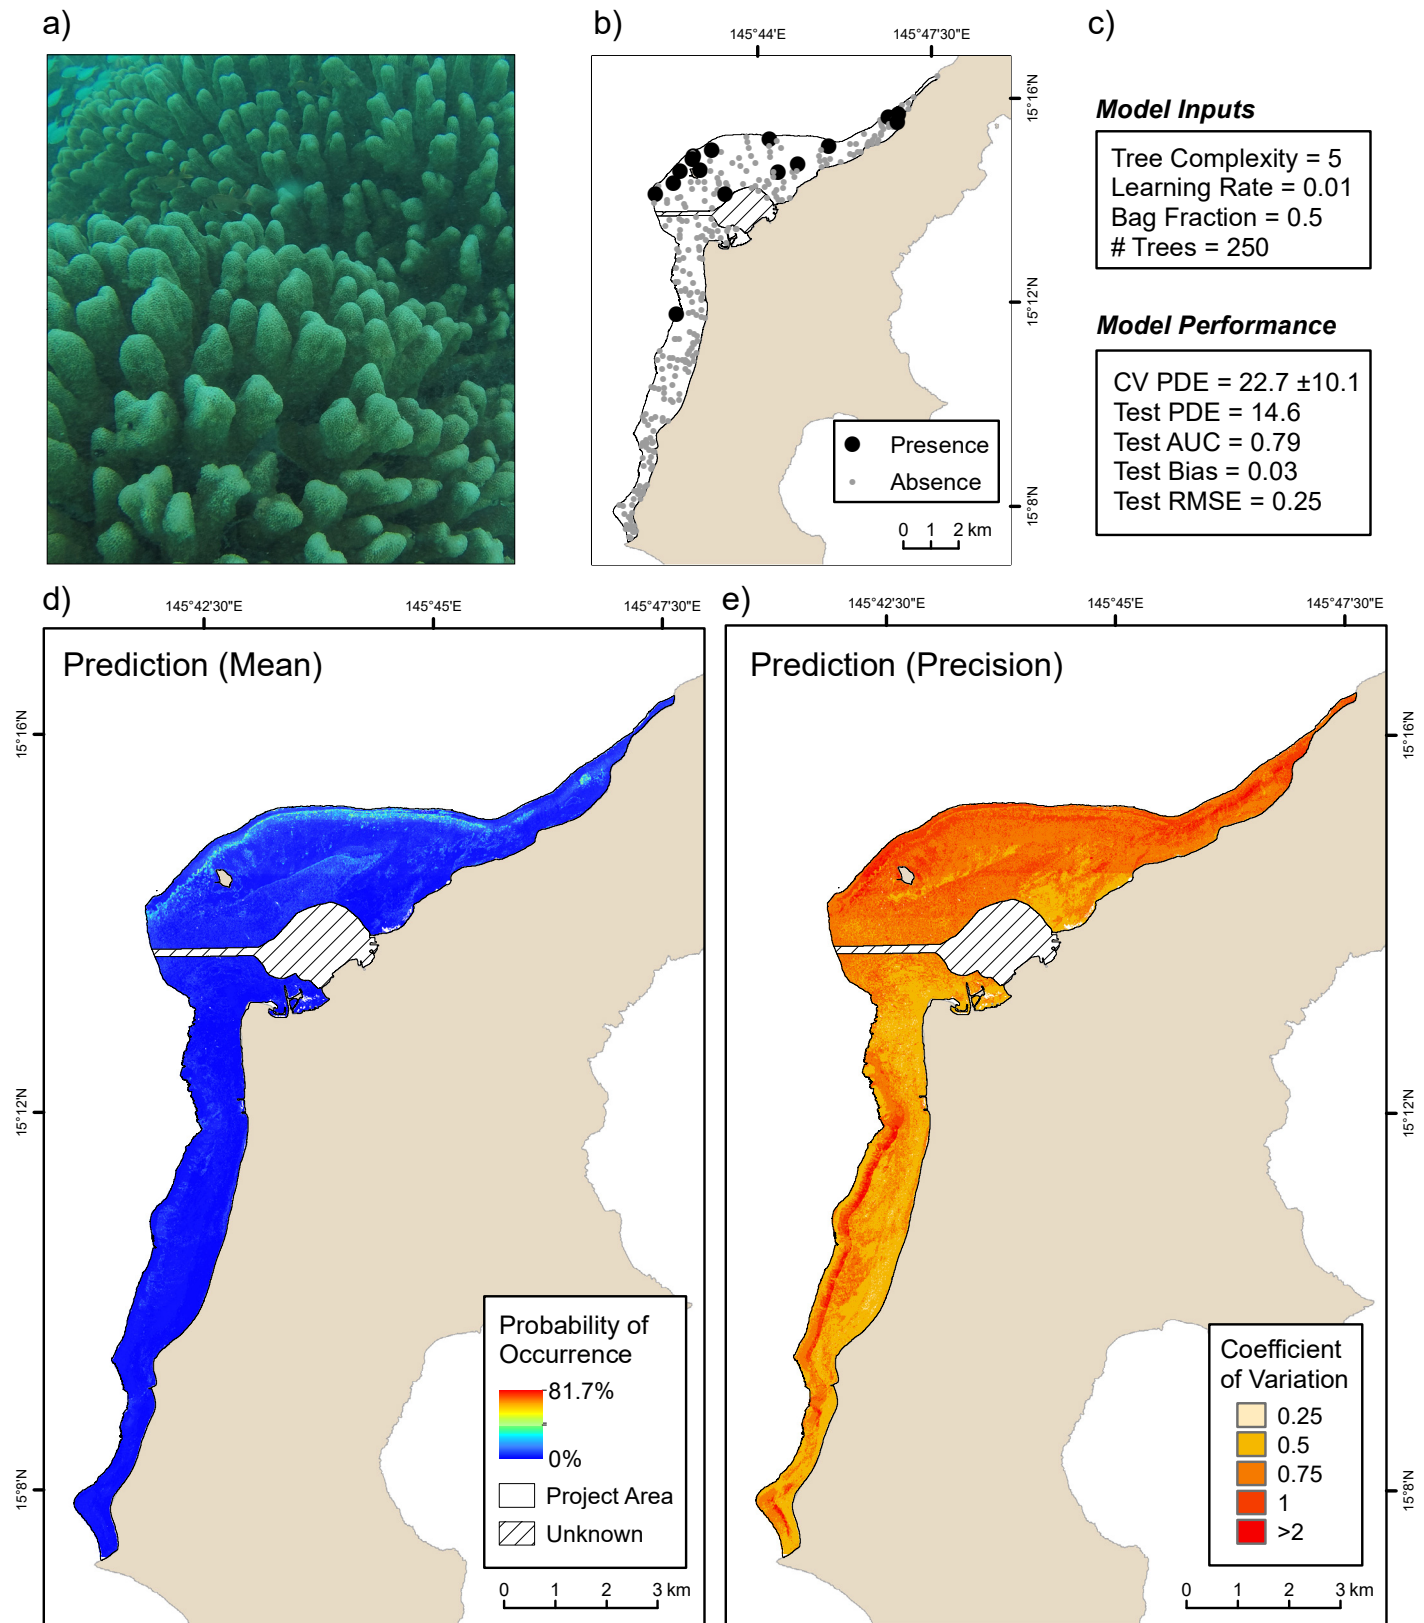 a)
b)
c)
145°44'E
145°47'30"E
15°16'N
15°12'N
15°8'N
Presence
Absence
0 1 2 km
Model Inputs
Tree Complexity = 5
Learning Rate = 0.01
Bag Fraction = 0.5
# Trees = 250
Model Performance
CV PDE = 22.7 ±10.1
Test PDE = 14.6
Test AUC = 0.79
Test Bias = 0.03
Test RMSE = 0.25
d)
145°42'30"E
145°45'E
145°47'30"E
Prediction (Mean)
15°16'N
15°12'N
15°8'N
Probability of
Occurrence
81.7%
0%
Project Area
Unknown
0 1 2 3 km
e)
145°42'30"E
145°45'E
145°47'30"E
Prediction (Precision)
15°16'N
15°12'N
15°8'N
Coefficient
of Variation
0.25
0.5
0.75
1
>2
0 1 2 3 km